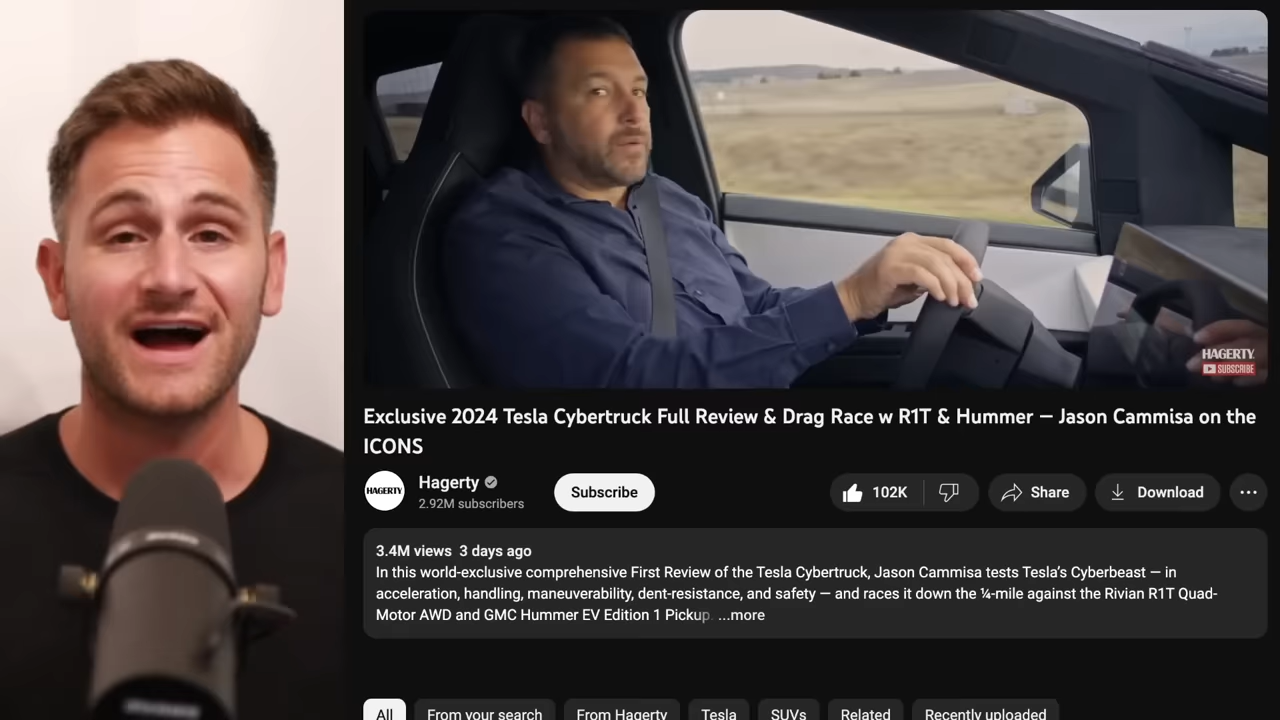 HAGERTY
SUBSCRIBE
Exclusive 2024 Tesla Cybertruck Full Review & Drag Race w R1T & Hummer — Jason Cammisa on the
ICONS
HAGERTY
Hagerty
2.92M subscribers
Subscribe
102K
Share
Download
3.4M views 3 days ago
In this world-exclusive comprehensive First Review of the Tesla Cybertruck, Jason Cammisa tests Tesla’s Cyberbeast — in
acceleration, handling, maneuverability, dent-resistance, and safety — and races it down the ¼-mile against the Rivian R1T Quad-
Motor AWD and GMC Hummer EV Edition 1 Pickup. ...more
All
From your search
From Hagerty
Tesla
SUVs
Related
Recently uploaded